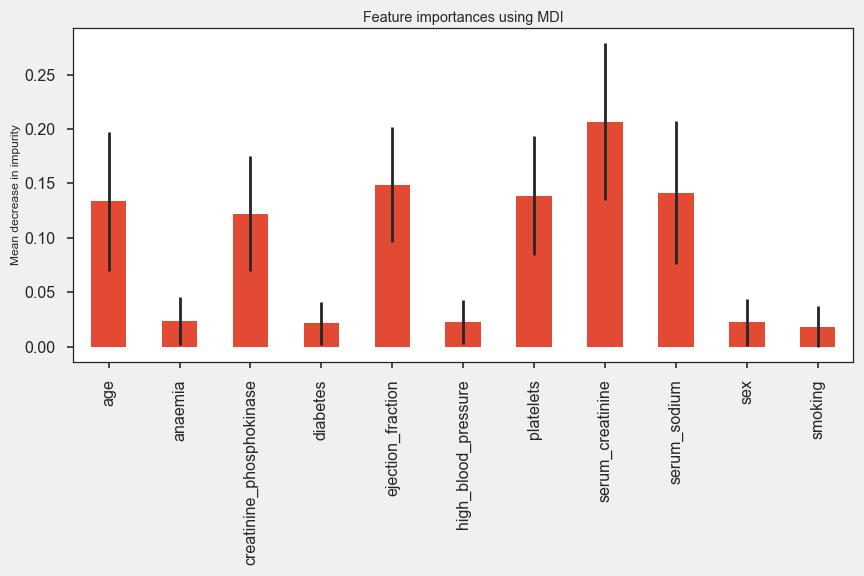 Feature importances using MDI
Mean decrease in impurity
0.25
0.20
0.15
0.10
0.05
0.00
age
anaemia
creatinine_phosphokinase
diabetes
ejection_fraction
high_blood_pressure
platelets
serum_creatinine
serum_sodium
sex
smoking